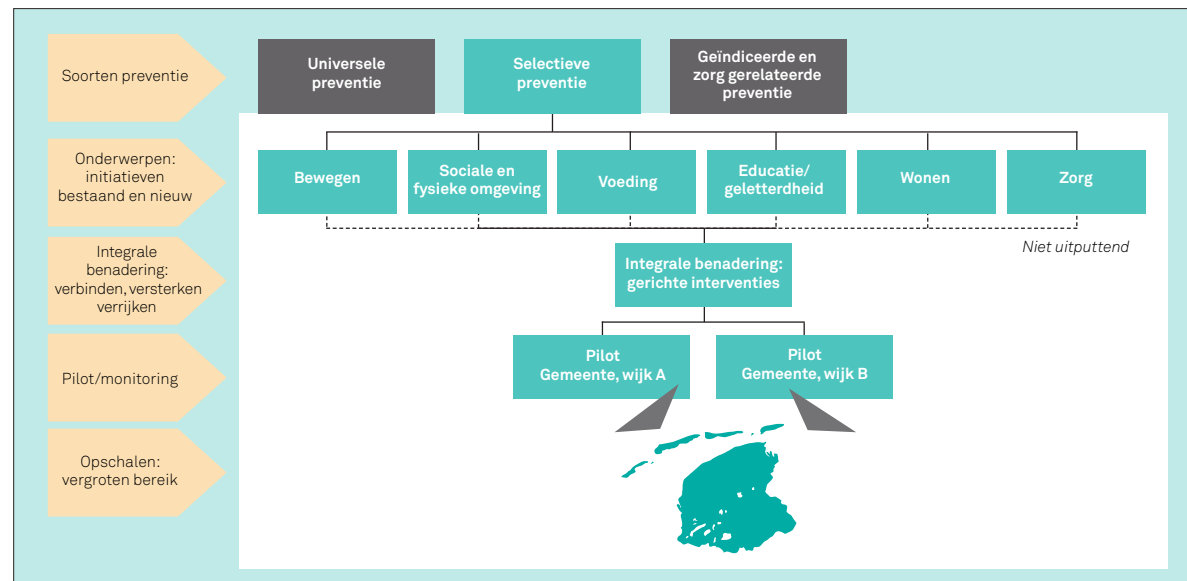 Soorten preventie
Universele
preventie
Selectieve
preventie
Geïndiceerde en
zorg gerelateerde
preventie
Onderwerpen:
initiatieven
bestaand en nieuw
Bewegen
Sociale en
fysieke omgeving
Voeding
Educatie/
geletterdheid
Wonen
Zorg
Niet uitputtend
Integrale
benadering:
verbinden, versterken
verrijken
Integrale benadering:
gerichte interventies
Pilot/monitoring
Pilot
Gemeente, wijk A
Pilot
Gemeente, wijk B
Opschalen:
vergroten bereik